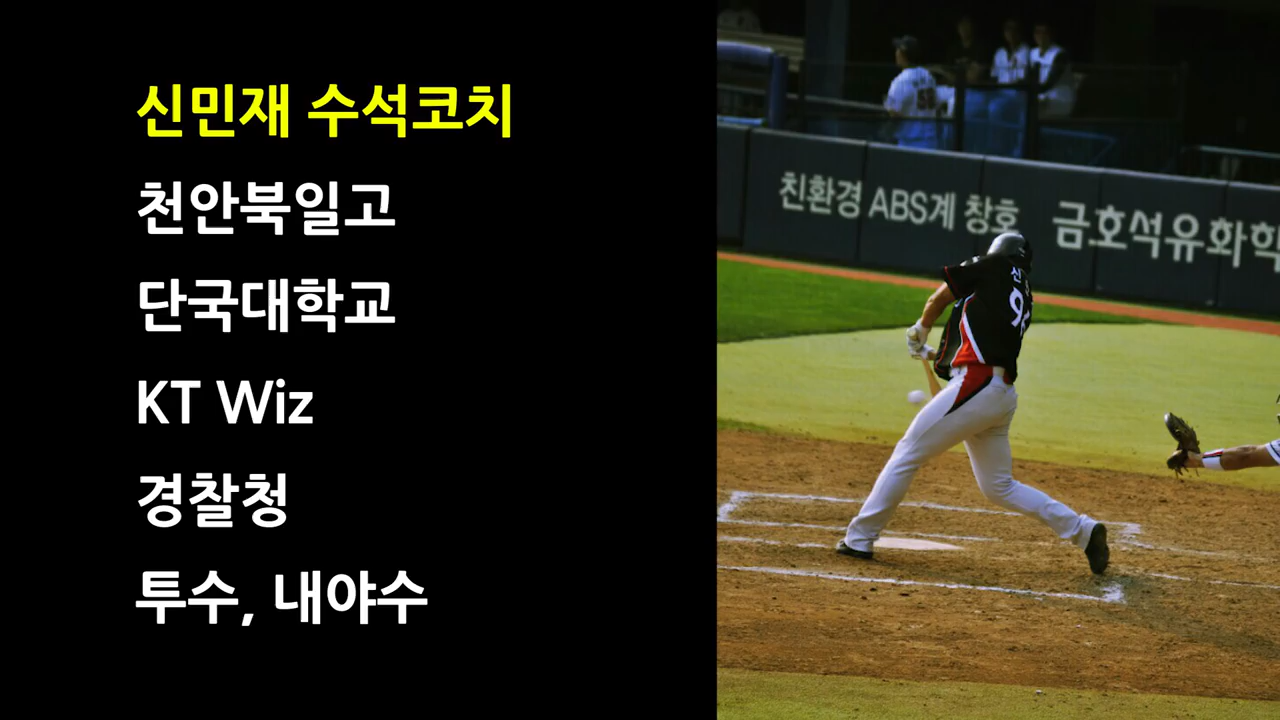 신민재 수석코치
천안북일고
단국대학교
KT Wiz
경찰청
투수, 내야수
친환경 ABS계 창호 금호석유화학
신